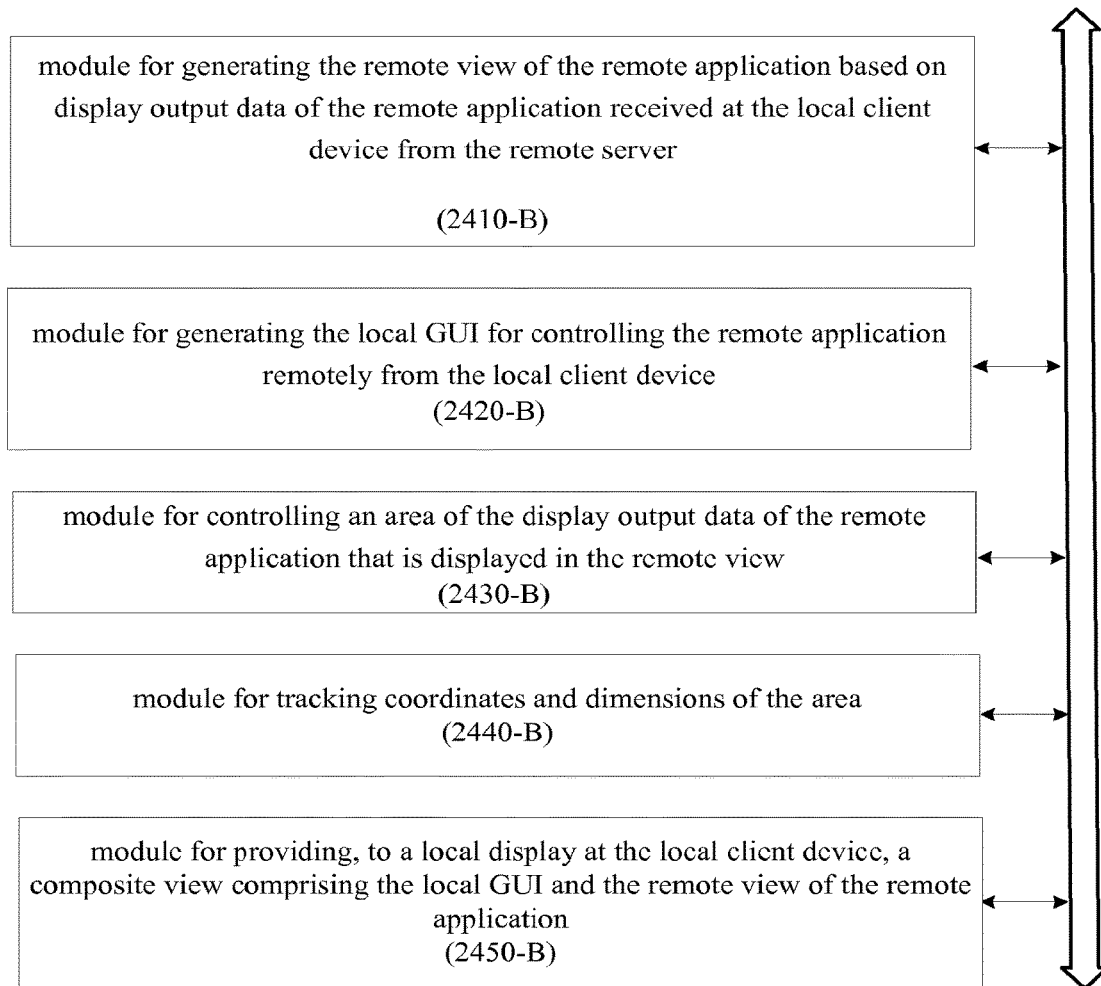 module for generating the remote view of the remote application based on
display output data of the remote application received at the local client
device from the remote server
(2410-B)
module for generating the local GUI for controlling the remote application
remotely from the local client device
(2420-B)
module for controlling an area of the display output data of the remote
application that is displayed in the remote view
(2430-B)
module for tracking coordinates and dimensions of the area
(2440-B)
module for providing, to a local display at the local client device, a
composite view comprising the local GUI and the remote view of the remote
application
(2450-B)